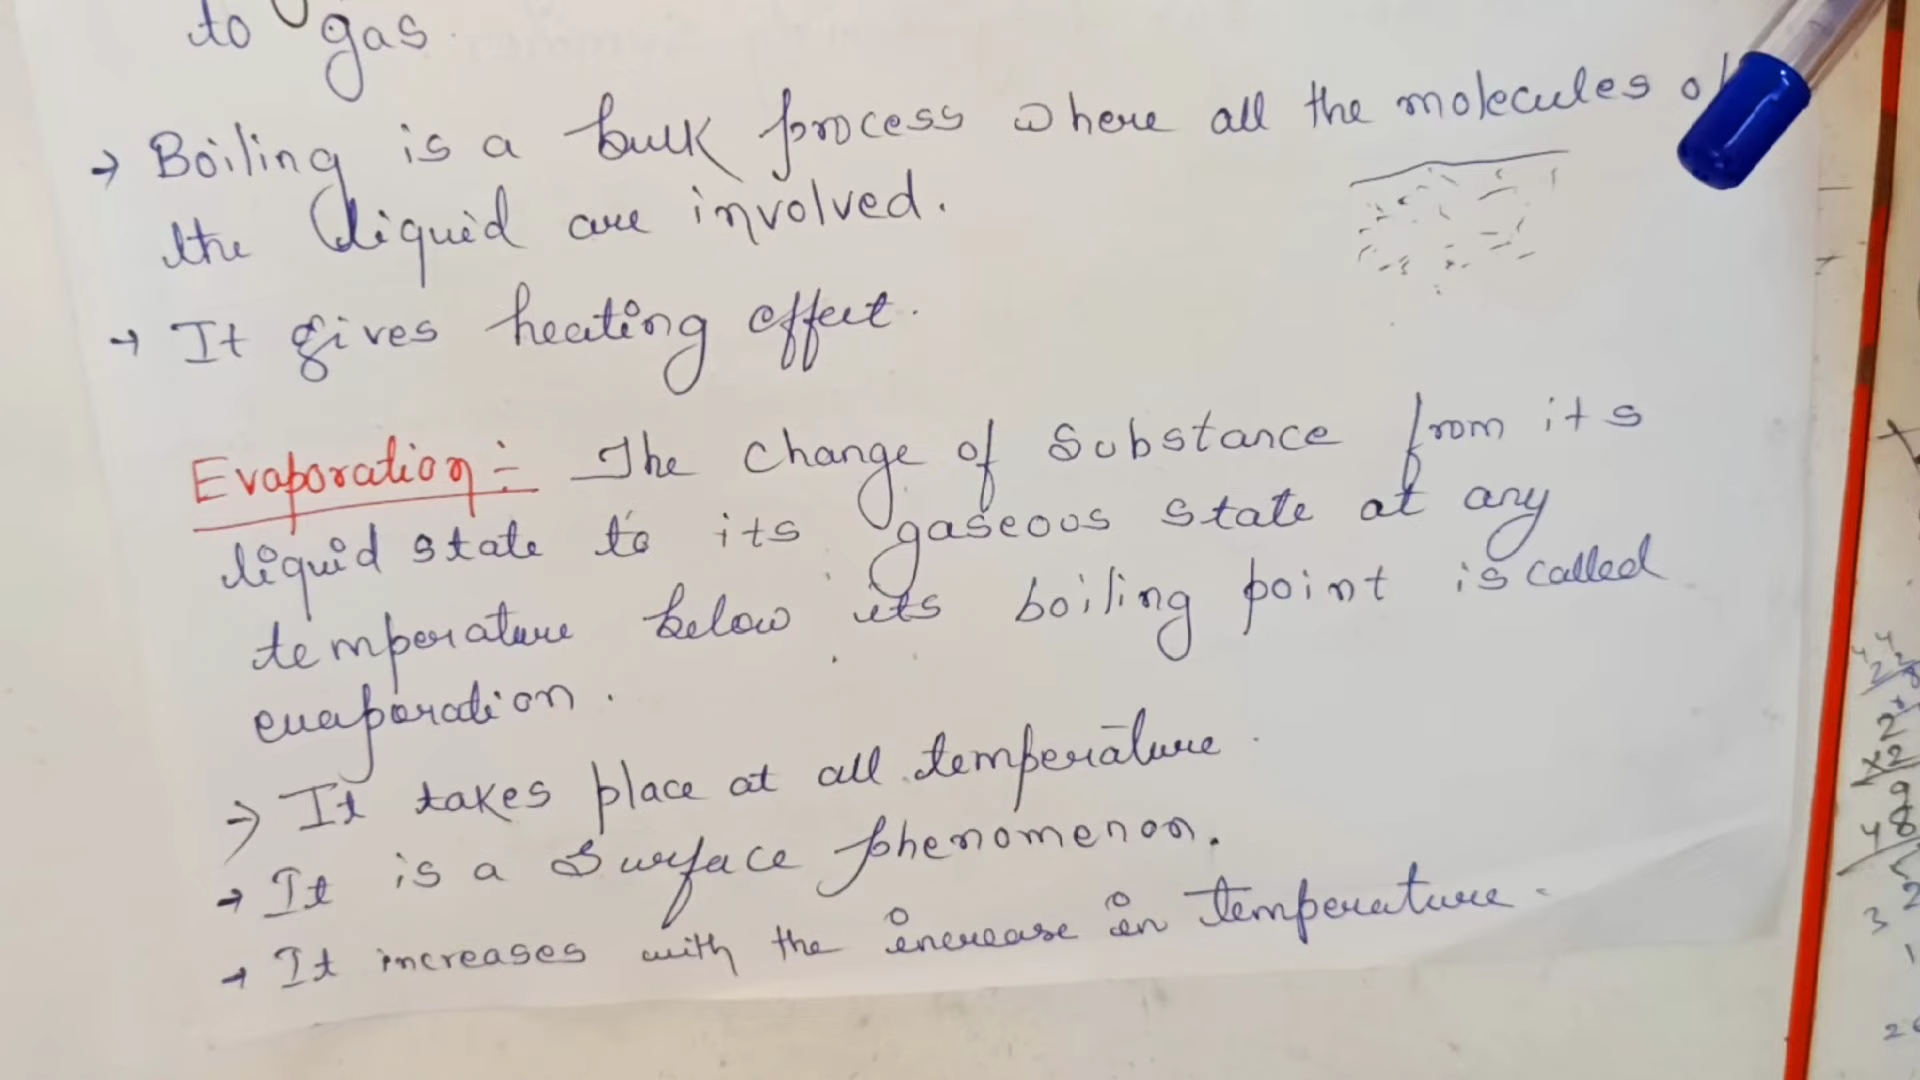 to gas.
→ Boiling is a bulk process where all the molecules
the liquid are involved.
→ It gives heating effect.
Evaporation :- The change of substance from its
liquid state to its gaseous state at any
temperature below its boiling point is called
evaporation.
→ It takes place at all temperature.
→ It is a surface phenomenon.
→ It increases with the increase in temperature.